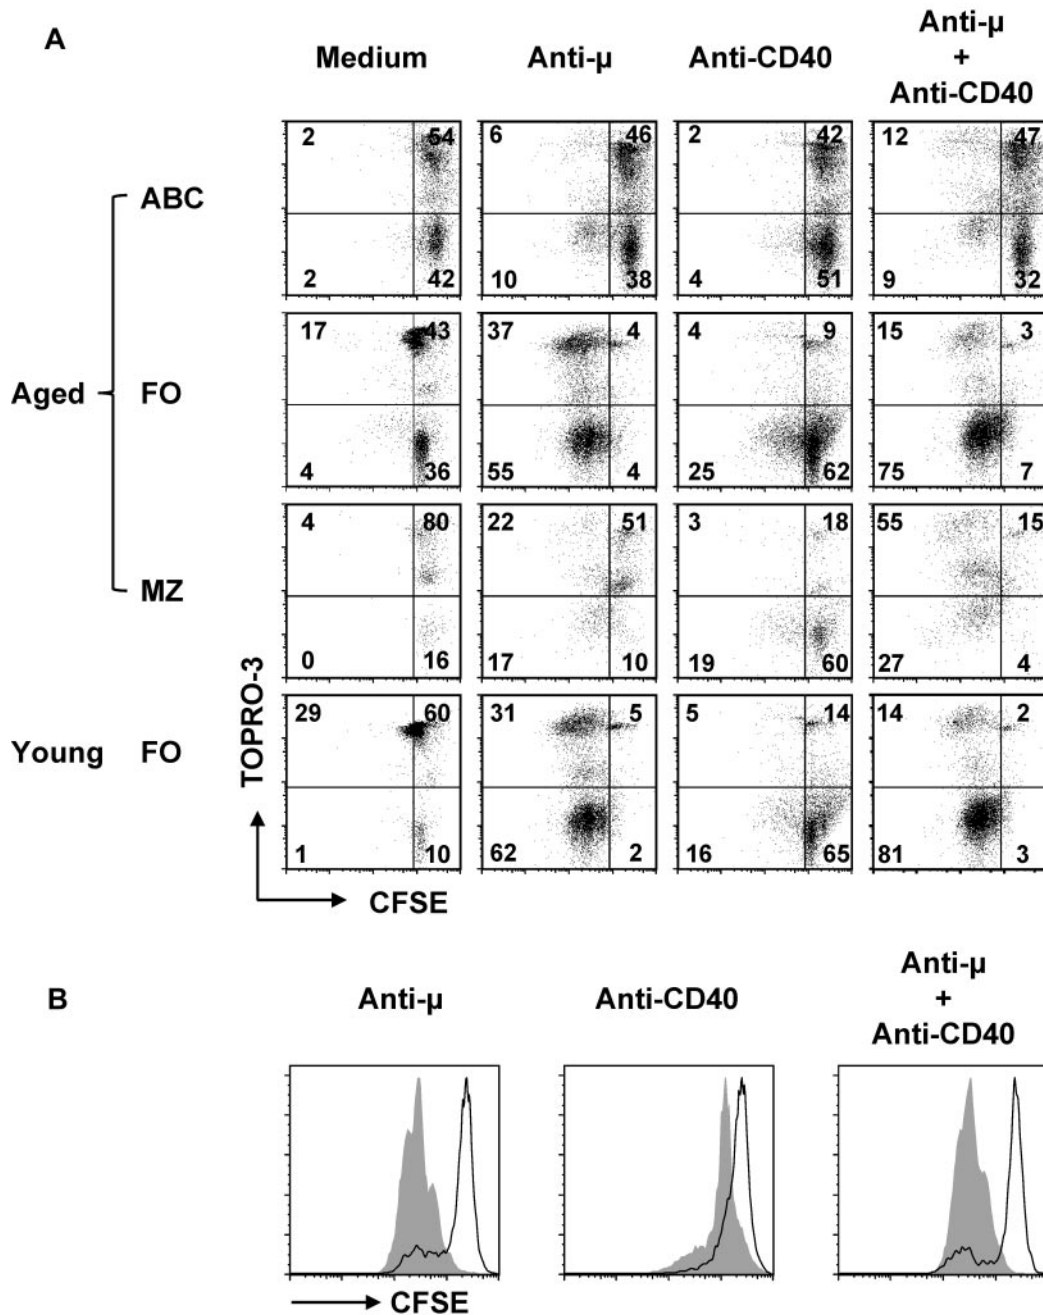 A
Medium
Anti-µ
Anti-CD40
Anti-µ
+
Anti-CD40
Aged
ABC
2 54
2 42
6 46
10 38
2 42
4 51
12 47
9 32
FO
17 43
4 36
37 4
55 4
4 9
25 62
15 3
75 7
MZ
4 80
0 16
22 51
17 10
3 18
19 60
55 15
27 4
Young FO
29 60
1 10
31 5
62 2
5 14
16 65
14 2
81 3
TOPRO-3
CFSE
B
Anti-µ
Anti-CD40
Anti-µ
+
Anti-CD40
CFSE